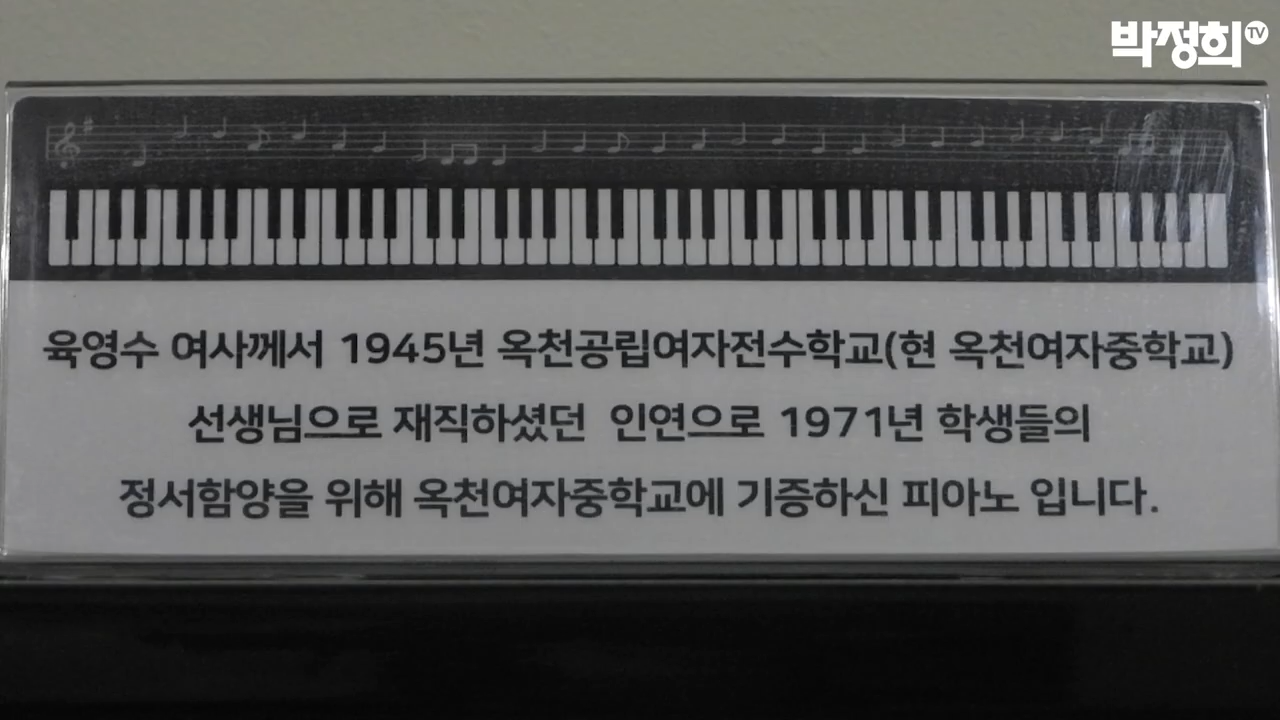 박정희TV
육영수 여사께서 1945년 옥천공립여자전수학교(현 옥천여자중학교)
선생님으로 재직하셨던 인연으로 1971년 학생들의
정서함양을 위해 옥천여자중학교에 기증하신 피아노 입니다.